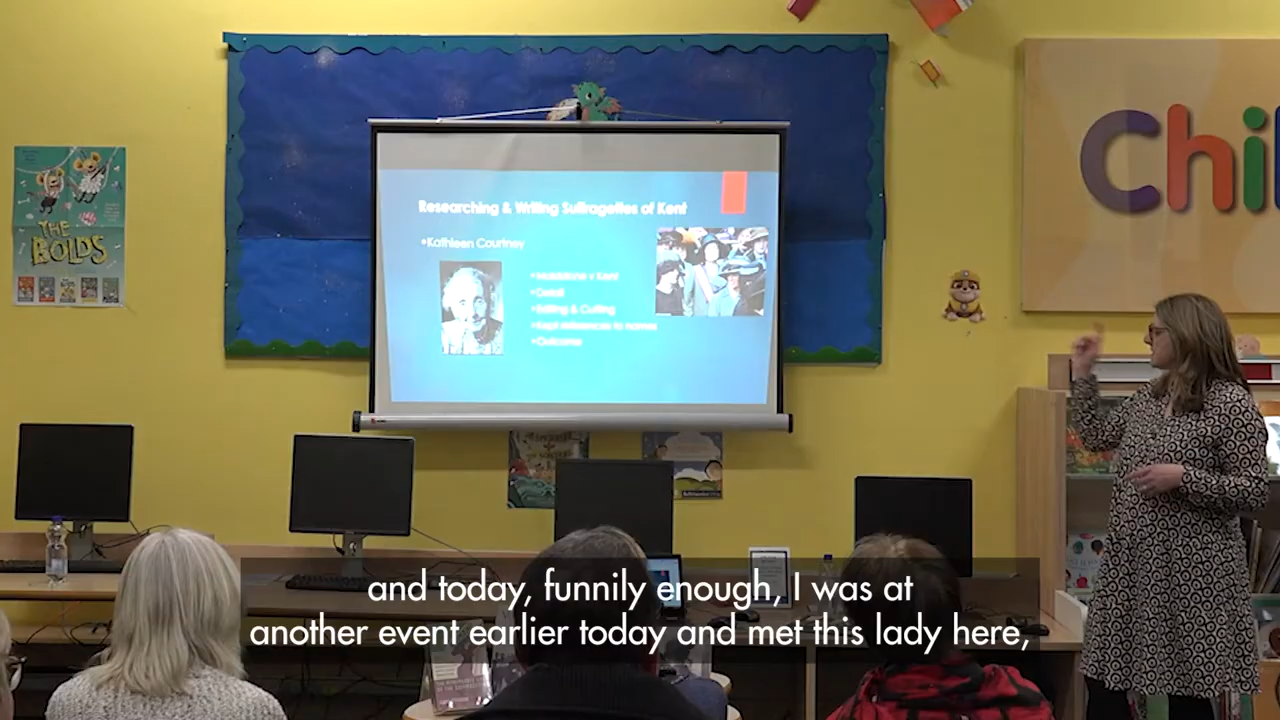 Chil
THE
BOLDS
Researching & Writing Suffragettes of Kent
•Kathleen Courtney
•Maidstone v Kent
•Detail
•Editing & Cutting
•Kept references to names
•Outcome
and today, funnily enough, I was at
another event earlier today and met this lady here,